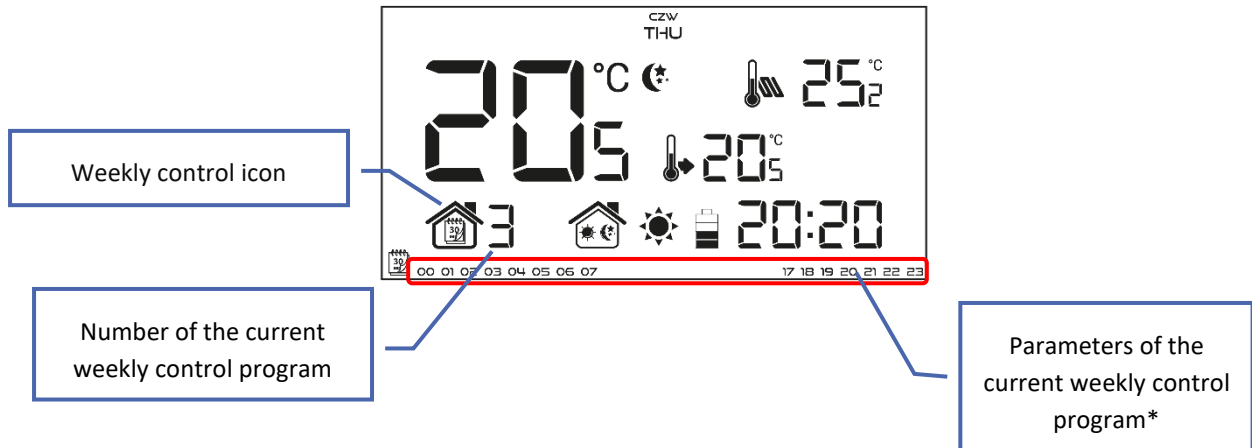 CZW
THU
20 5 °C
25 2 °C
20 5 °C
Weekly control icon
30
3
20:20
30
00 01 02 03 04 05 06 07 17 18 19 20 21 22 23
Number of the current
weekly control program
Parameters of the
current weekly control
program*